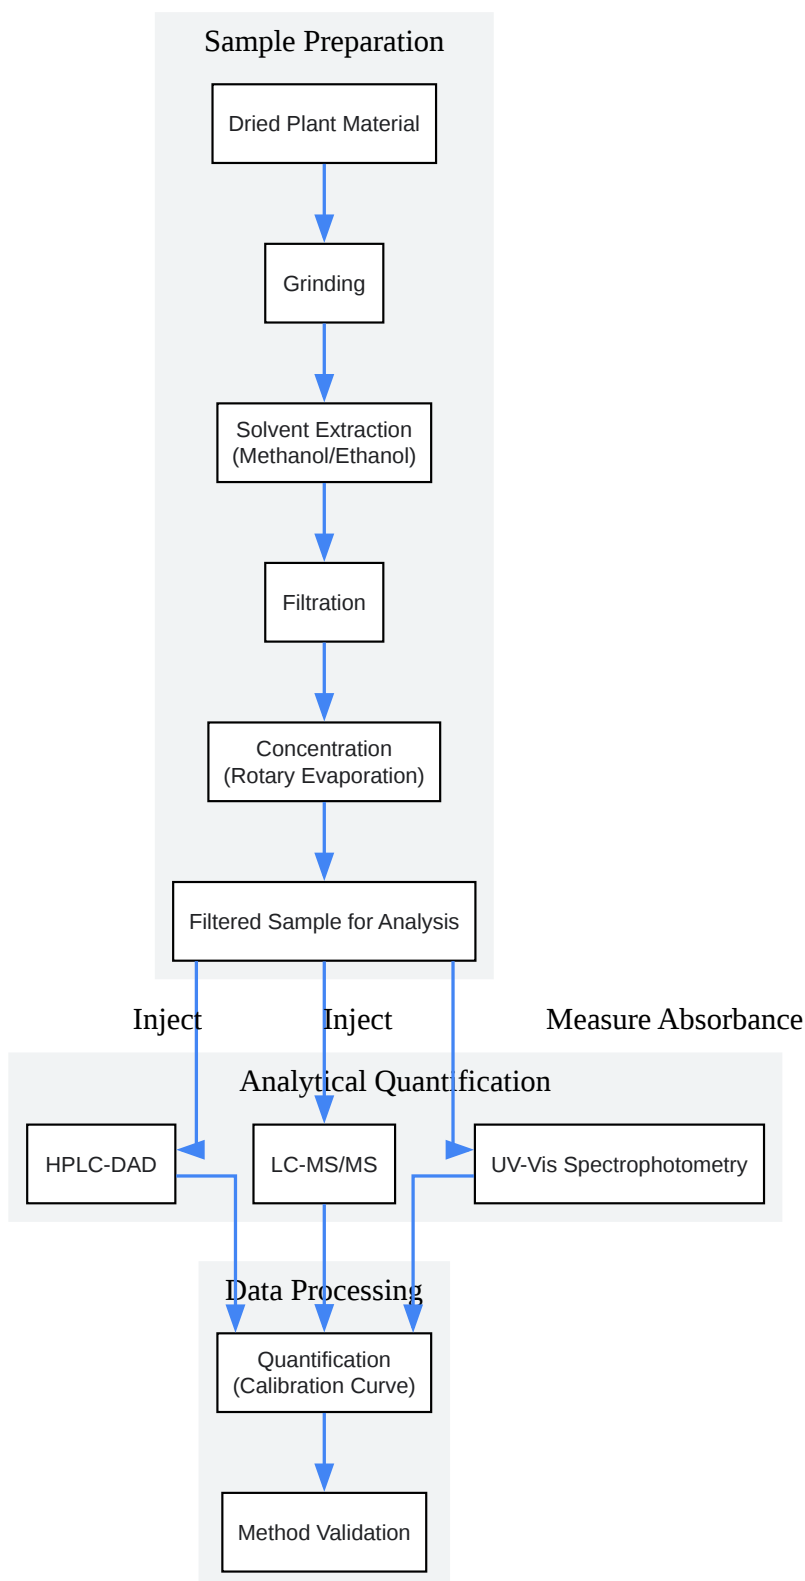 Sample Preparation
Dried Plant Material
Grinding
Solvent Extraction
(Methanol/Ethanol)
Filtration
Concentration
(Rotary Evaporation)
Filtered Sample for Analysis
Inject
Inject
Measure Absorbance
Analytical Quantification
HPLC-DAD
LC-MS/MS
UV-Vis Spectrophotometry
Data Processing
Quantification
(Calibration Curve)
Method Validation